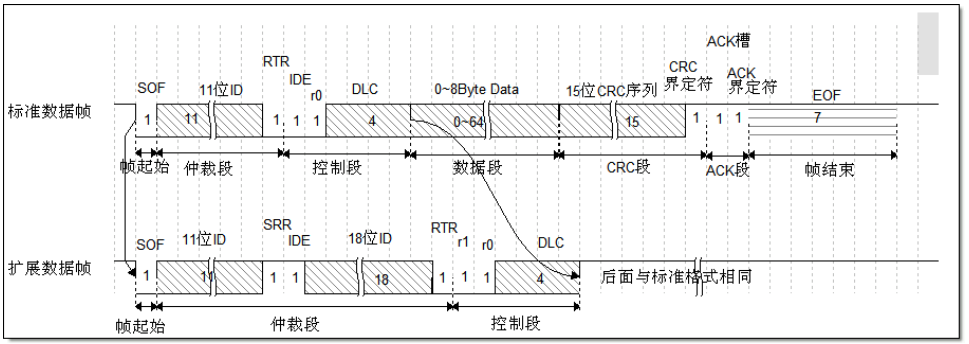 ACK槽
RTR
CRC
界定符
ACK
界定符
SOF
11位ID
IDE
r0
DLC
0~8Byte Data
15位CRC序列
EOF
标准数据帧
1
11
1
1
1
4
0~64
15
1
1
1
7
帧起始
仲裁段
控制段
数据段
CRC段
ACK段
帧结束
SOF
11位ID
SRR
IDE
18位ID
RTR
r1
r0
DLC
扩展数据帧
1
11
1
1
18
1
1
1
4
后面与标准格式相同
帧起始
仲裁段
控制段